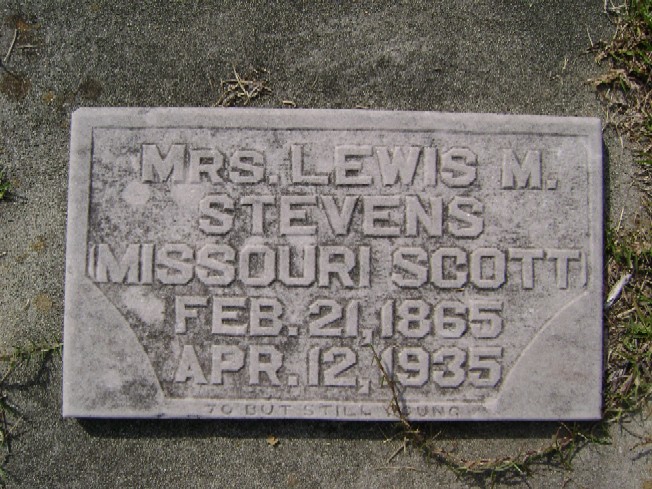 MRS. LEWIS M.
STEVENS
(MISSOURI SCOTT)
FEB. 21, 1865
APR. 12, 1935
70 BUT STILL YOUNG